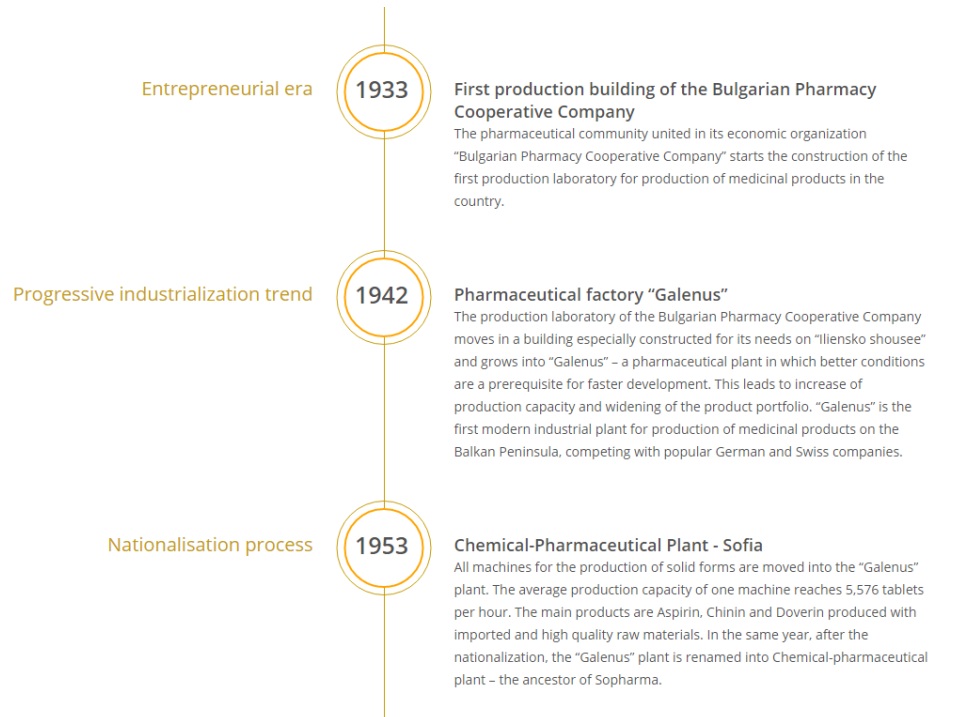 Entrepreneurial era
1933
First production building of the Bulgarian Pharmacy
Cooperative Company
The pharmaceutical community united in its economic organization
“Bulgarian Pharmacy Cooperative Company” starts the construction of the
first production laboratory for production of medicinal products in the
country.
Progressive industrialization trend
1942
Pharmaceutical factory “Galenus”
The production laboratory of the Bulgarian Pharmacy Cooperative Company
moves in a building especially constructed for its needs on “Iliensko shousee”
and grows into “Galenus” – a pharmaceutical plant in which better conditions
are a prerequisite for faster development. This leads to increase of
production capacity and widening of the product portfolio. “Galenus” is the
first modern industrial plant for production of medicinal products on the
Balkan Peninsula, competing with popular German and Swiss companies.
Nationalisation process
1953
Chemical-Pharmaceutical Plant - Sofia
All machines for the production of solid forms are moved into the “Galenus”
plant. The average production capacity of one machine reaches 5,576 tablets
per hour. The main products are Aspirin, Chinin and Doverin produced with
imported and high quality raw materials. In the same year, after the
nationalization, the “Galenus” plant is renamed into Chemical-pharmaceutical
plant – the ancestor of Sopharma.